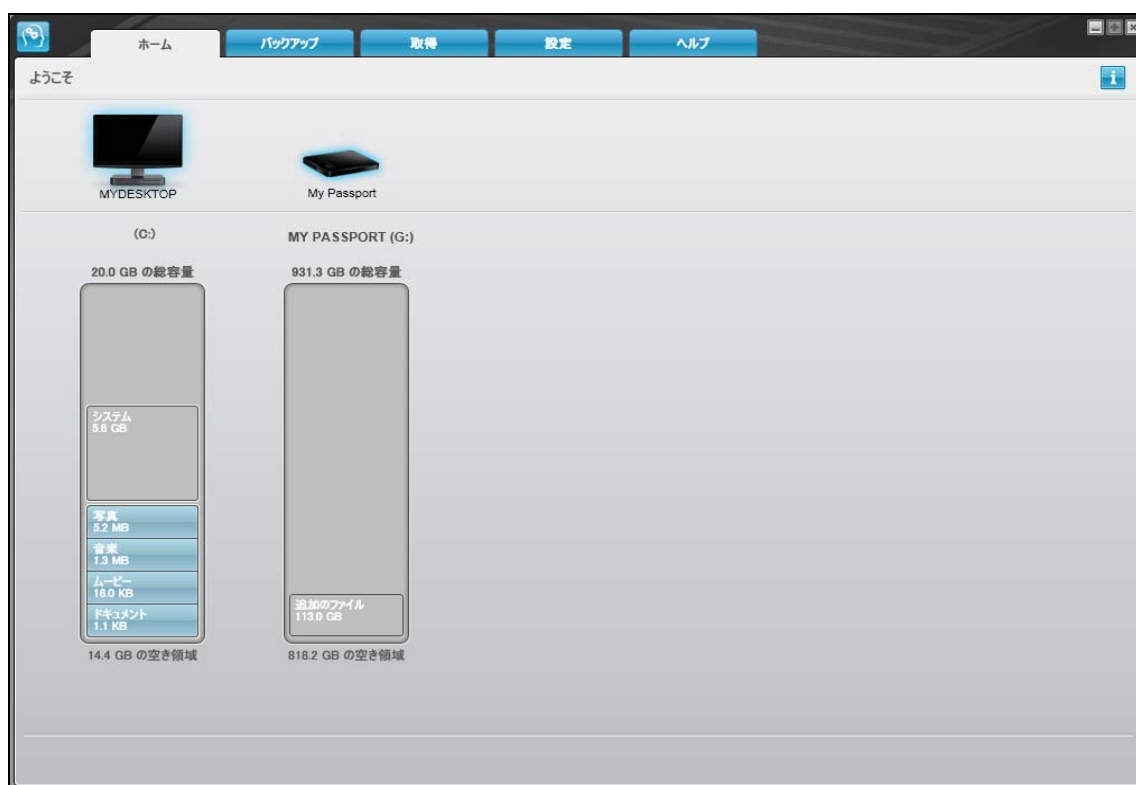 ホーム
バックアップ
取得
設定
ヘルプ
ようこそ
i
MYDESKTOP
My Passport
(C:)
MY PASSPORT (G:)
20.0 GB の総容量
931.3 GB の総容量
システム
5.8 GB
写真
5.2 MB
音楽
1.3 MB
ムービー
16.0 KB
ドキュメント
1.1 KB
追加のファイル
113.0 GB
14.4 GB の空き領域
818.2 GB の空き領域